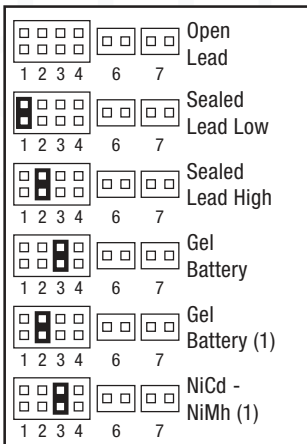 Open
Lead
1 2 3 4 6 7
Sealed
Lead Low
1 2 3 4 6 7
Sealed
Lead High
1 2 3 4 6 7
Gel
Battery
1 2 3 4 6 7
Gel
Battery (1)
1 2 3 4 6 7
NiCd -
NiMh (1)
1 2 3 4 6 7